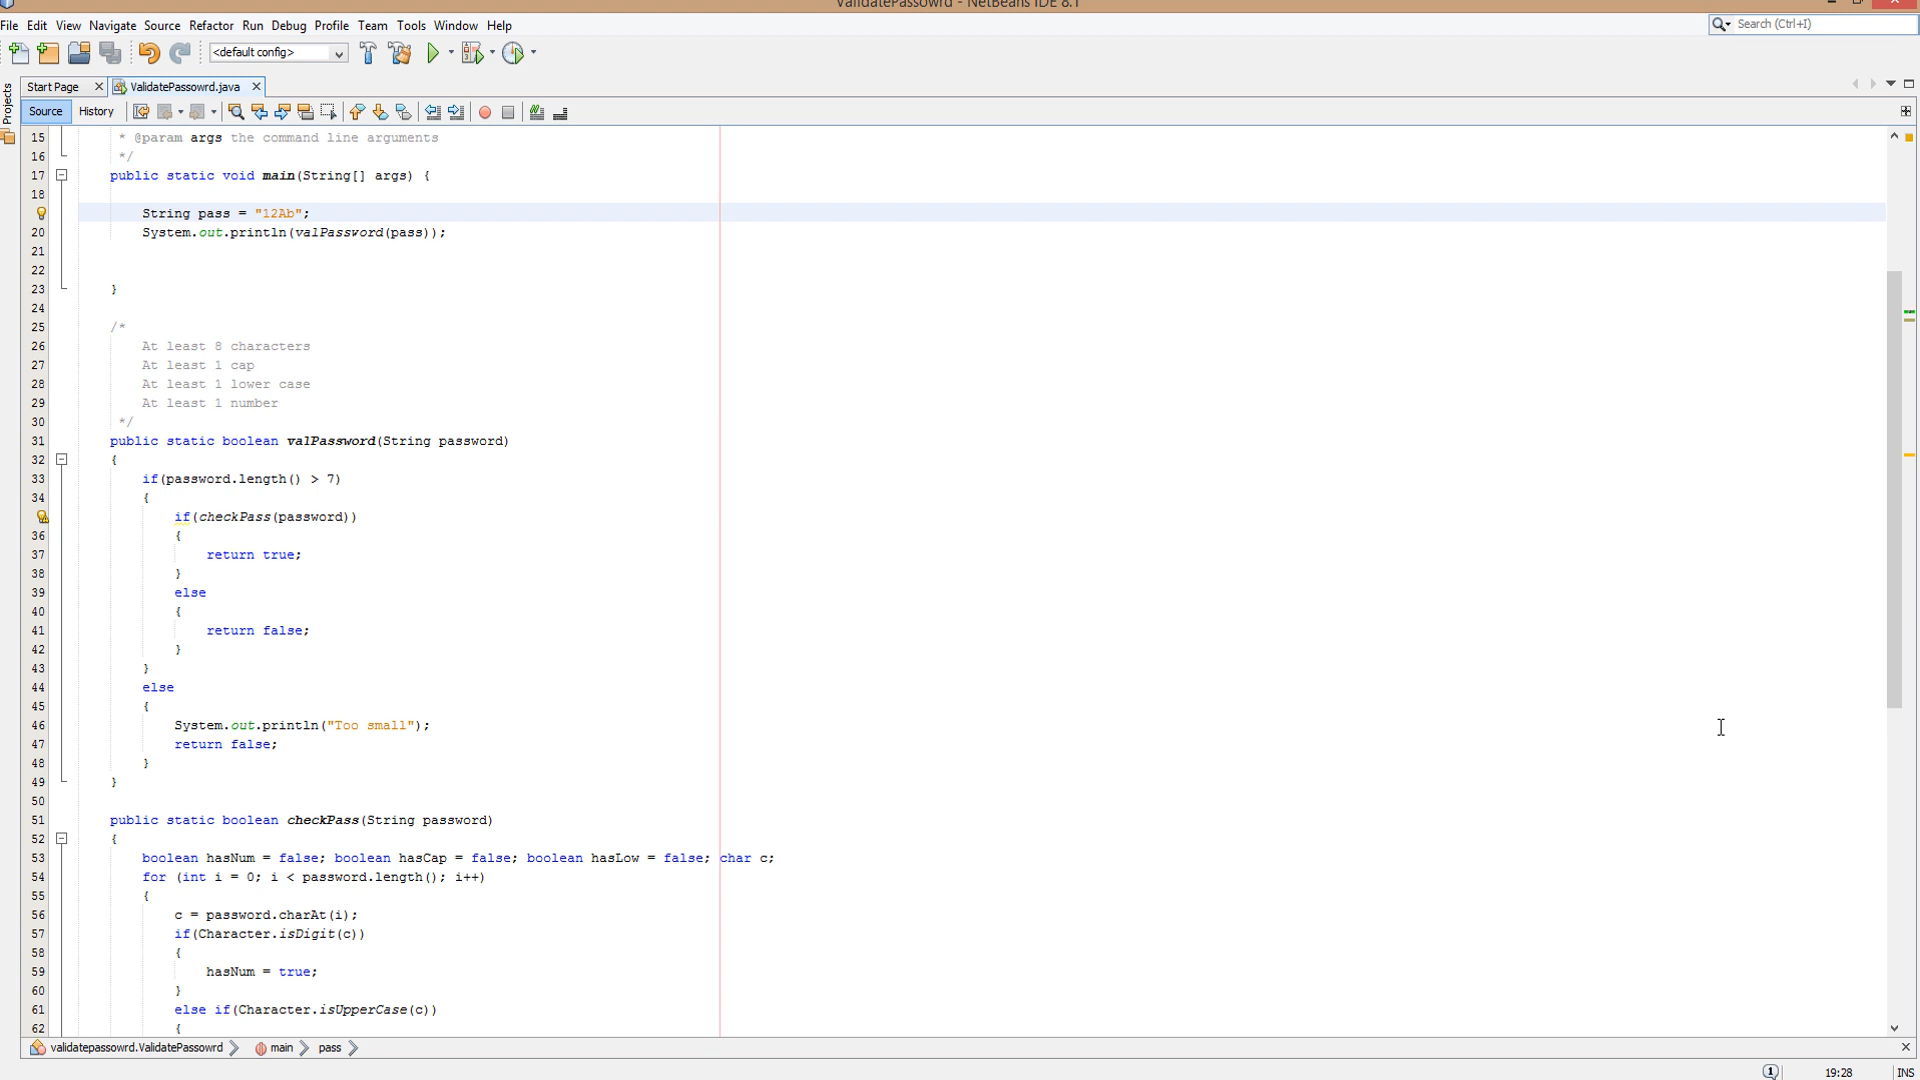 ValidatePassowrd - NetBeans IDE 8.1
File Edit View Navigate Source Refactor Run Debug Profile Team Tools Window Help
Search (Ctrl+I)
<default config>
Projects
Start Page ValidatePassowrd.java
Source History
15 * @param args the command line arguments
16 */
17 public static void main(String[] args) {
18
String pass = "12Ab";
20 System.out.println(valPassword(pass));
21
22
23 }
24
25 /*
26 At least 8 characters
27 At least 1 cap
28 At least 1 lower case
29 At least 1 number
30 */
31 public static boolean valPassword(String password)
32 {
33 if(password.length() > 7)
34 {
if(checkPass(password))
36 {
37 return true;
38 }
39 else
40 {
41 return false;
42 }
43 }
44 else
45 {
46 System.out.println("Too small");
47 return false;
48 }
49 }
50
51 public static boolean checkPass(String password)
52 {
53 boolean hasNum = false; boolean hasCap = false; boolean hasLow = false; char c;
54 for (int i = 0; i < password.length(); i++)
55 {
56 c = password.charAt(i);
57 if(Character.isDigit(c))
58 {
59 hasNum = true;
60 }
61 else if(Character.isUpperCase(c))
62 {
validatepassowrd.ValidatePassowrd main pass
1 19:28 INS